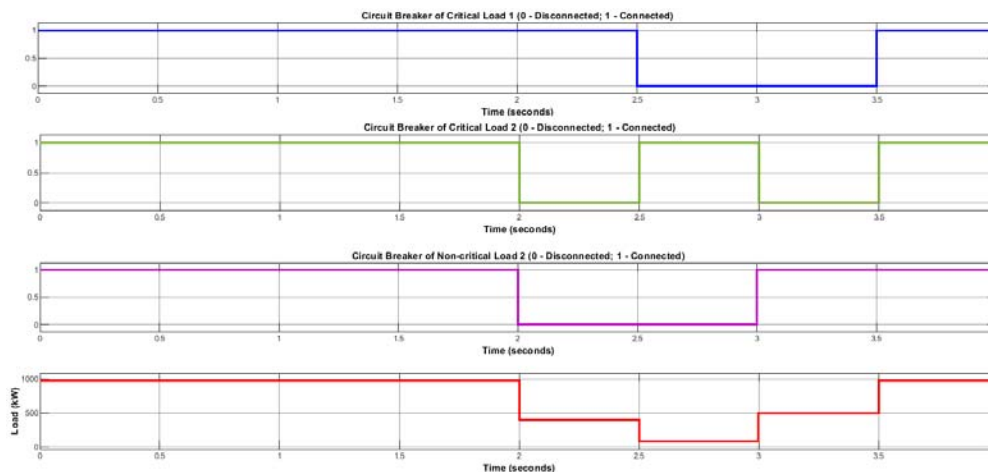 Circuit Breaker of Critical Load 1 (0 - Disconnected; 1 - Connected)
1
0.5
0
0 0.5 1 1.5 2 2.5 3 3.5
Time (seconds)
Circuit Breaker of Critical Load 2 (0 - Disconnected; 1 - Connected)
1
0.5
0
0 0.5 1 1.5 2 2.5 3 3.5
Time (seconds)
Circuit Breaker of Non-critical Load 2 (0 - Disconnected; 1 - Connected)
1
0.5
0
0 0.5 1 1.5 2 2.5 3 3.5
Time (seconds)
Load (kW)
1000
500
0
0 0.5 1 1.5 2 2.5 3 3.5
Time (seconds)